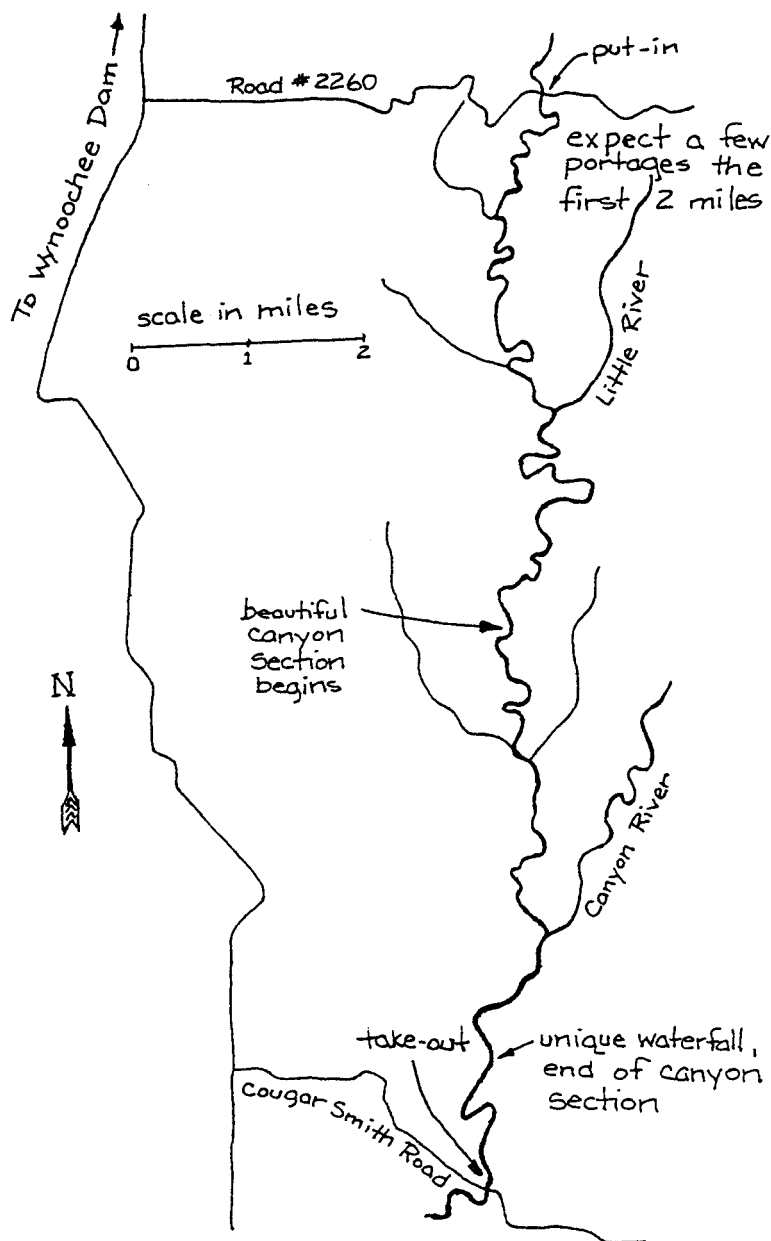 put-in
Road #2260
To Wynoochee Dam
expect a few
portages the
first 2 miles
scale in miles
0 1 2
Little River
beautiful
canyon
section
begins
N
Canyon River
take-out
unique waterfall,
end of canyon
section
Cougar Smith Road